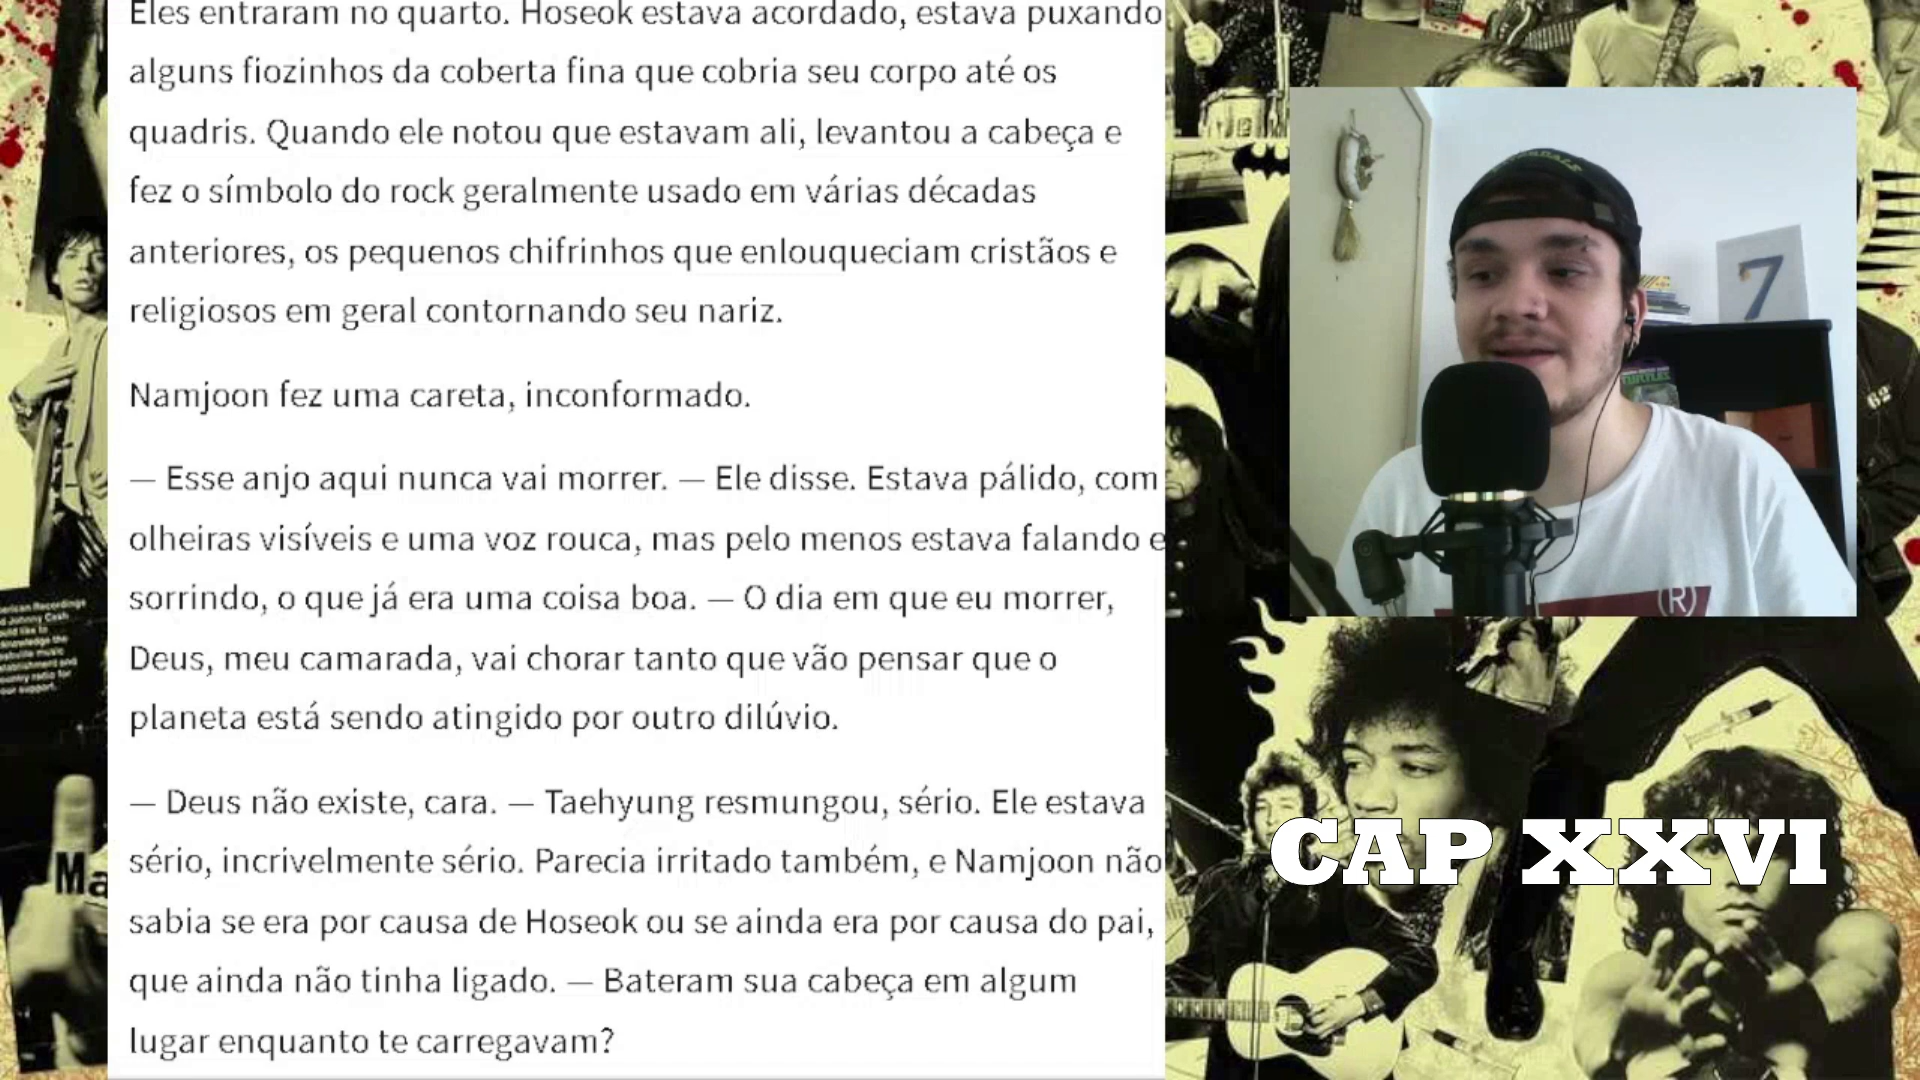 Eles entraram no quarto. Hoseok estava acordado, estava puxando
alguns fiozinhos da coberta fina que cobria seu corpo até os
quadris. Quando ele notou que estavam ali, levantou a cabeça e
fez o símbolo do rock geralmente usado em várias décadas
anteriores, os pequenos chifrinhos que enlouqueciam cristãos e
religiosos em geral contornando seu nariz.
Namjoon fez uma careta, inconformado.
— Esse anjo aqui nunca vai morrer. — Ele disse. Estava pálido, com
olheiras visíveis e uma voz rouca, mas pelo menos estava falando e
sorrindo, o que já era uma coisa boa. — O dia em que eu morrer,
Deus, meu camarada, vai chorar tanto que vão pensar que o
planeta está sendo atingido por outro dilúvio.
— Deus não existe, cara. — Taehyung resmungou, sério. Ele estava
sério, incrivelmente sério. Parecia irritado também, e Namjoon não
sabia se era por causa de Hoseok ou se ainda era por causa do pai,
que ainda não tinha ligado. — Bateram sua cabeça em algum
lugar enquanto te carregavam?
7
TURTLES
(R)
62
CAP XXVI
Ma